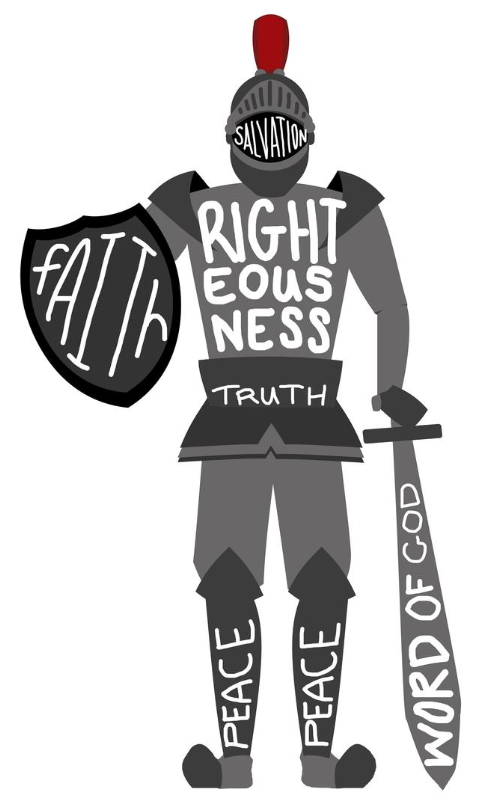 SALVATION
RIGHT
EOUS
NESS
fAITh
TRUTH
WORD OF GOD
PEACE
PEACE